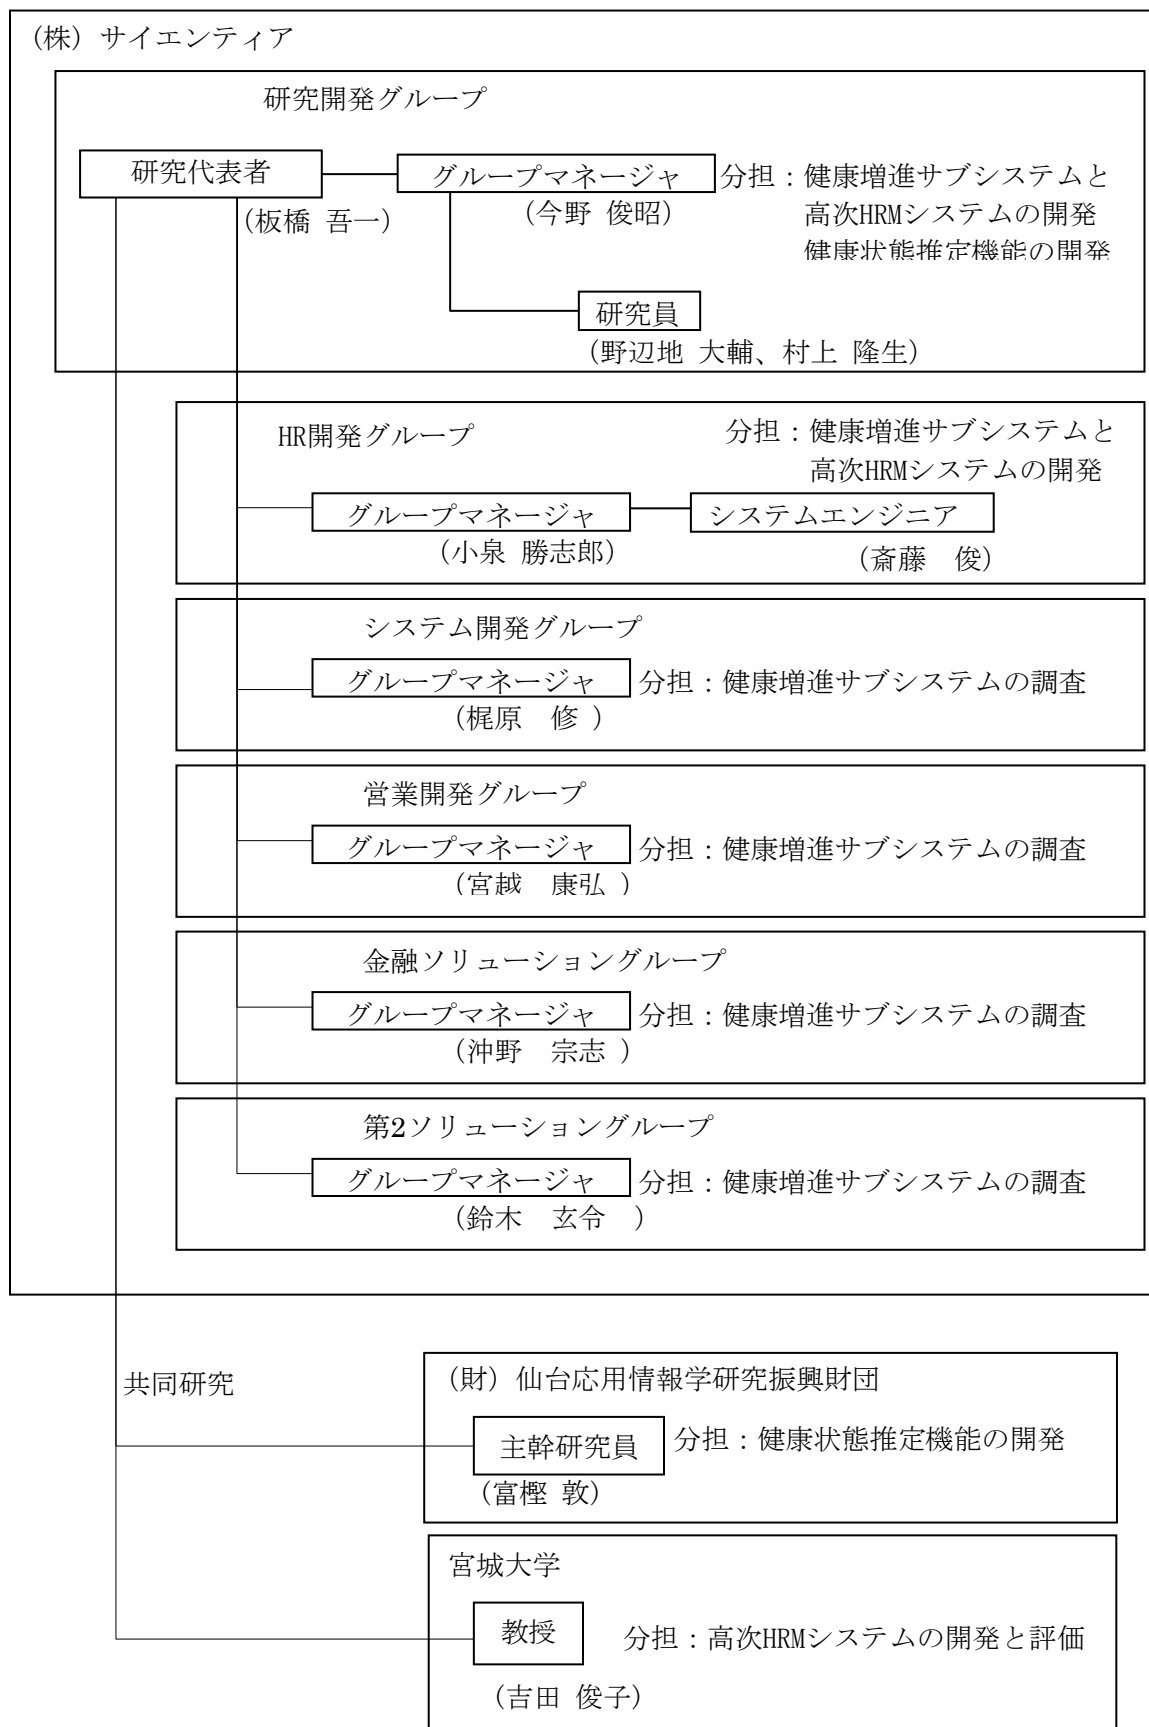 （株）サイエンティア
研究開発グループ
研究代表者
（板橋 吾一）
グループマネージャ
（今野 俊昭）
分担：健康増進サブシステムと
高次HRMシステムの開発
健康状態推定機能の開発
研究員
（野辺地 大輔、村上 隆生）
HR開発グループ
分担：健康増進サブシステムと
高次HRMシステムの開発
グループマネージャ
（小泉 勝志郎）
システムエンジニア
（斎藤　俊）
システム開発グループ
グループマネージャ
分担：健康増進サブシステムの調査
（梶原　修 ）
営業開発グループ
グループマネージャ
分担：健康増進サブシステムの調査
（宮越　康弘 ）
金融ソリューショングループ
グループマネージャ
分担：健康増進サブシステムの調査
（沖野　宗志 ）
第2ソリューショングループ
グループマネージャ
分担：健康増進サブシステムの調査
（鈴木　玄令　）
共同研究
（財）仙台応用情報学研究振興財団
主幹研究員
分担：健康状態推定機能の開発
（富樫 敦）
宮城大学
教授
分担：高次HRMシステムの開発と評価
（吉田 俊子）